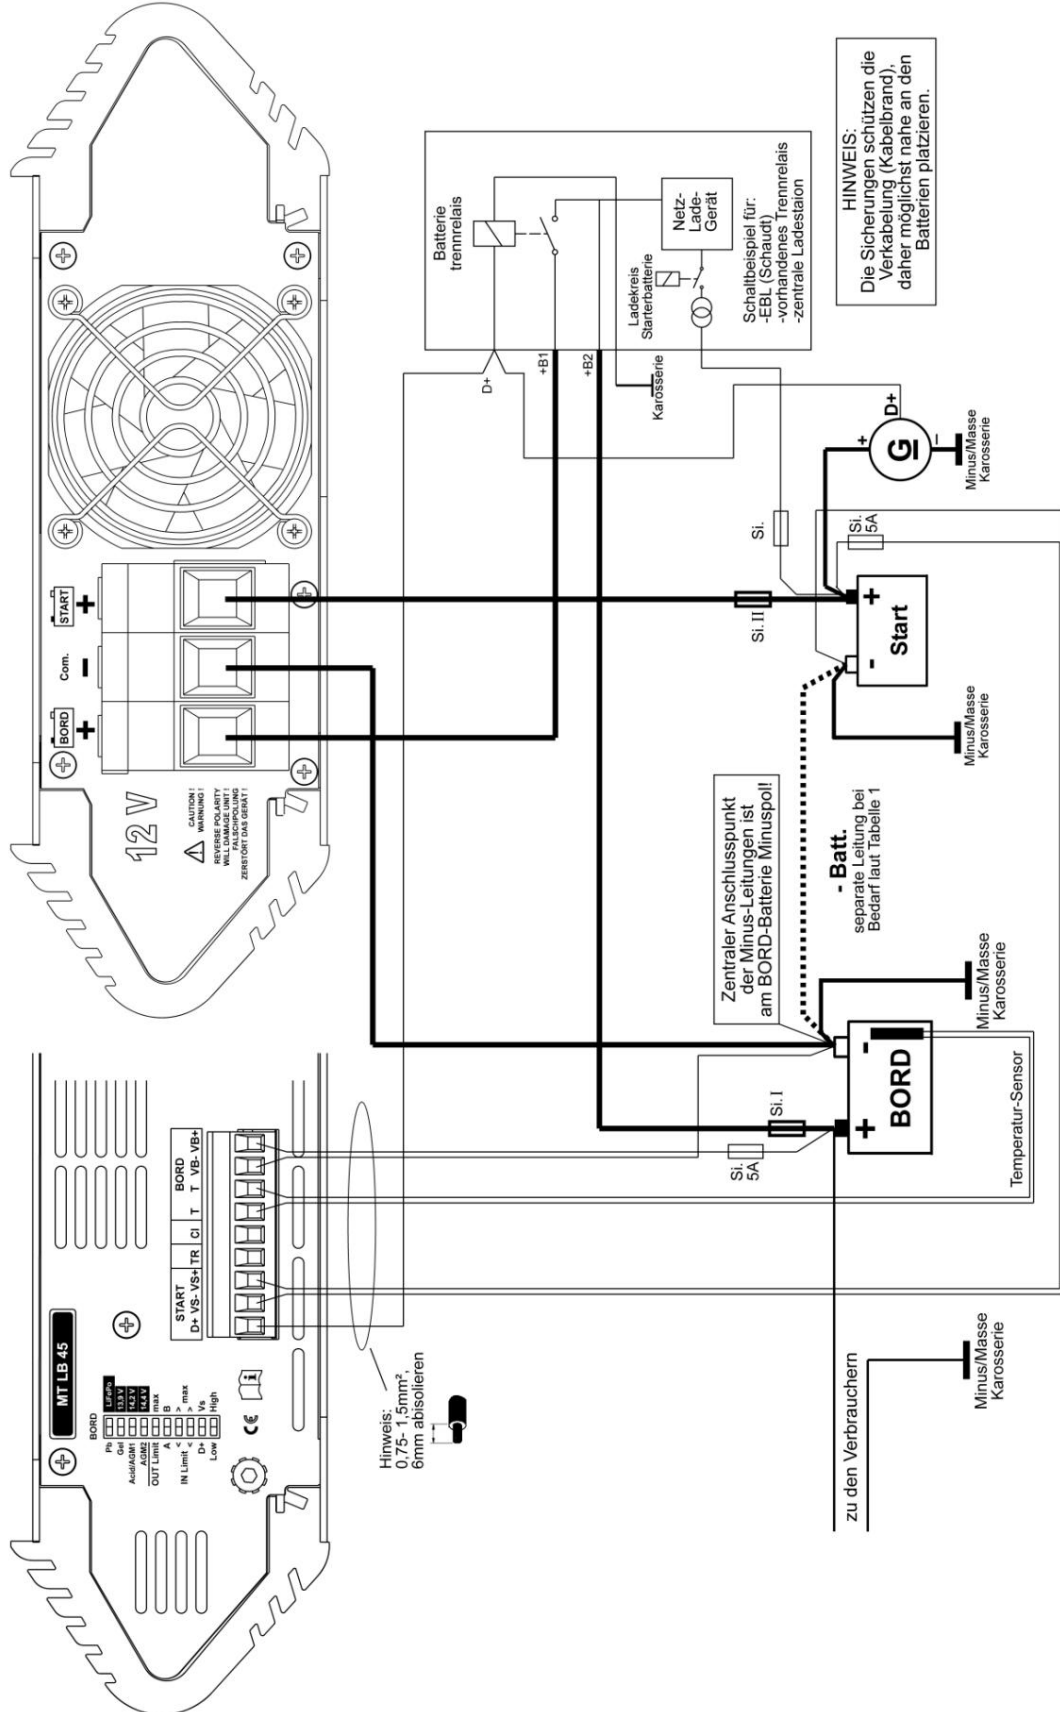 MT LB 45
BORD
Pb
LiFePo
Gel
13,9 V
Acid/AGM1
14,2 V
AGM2
14,4 V
OUT Limit
max
A
B
<
>
IN Limit
max
<
>
D+
Vs
Low
High
CE
i
START
D+ VS- VS+
TR
CI
BORD
T T VB- VB+
Hinweis:
0,75- 1,5mm²,
6mm abisolieren
12 V
CAUTION !
WARNUNG !
REVERSE POLARITY
WILL DAMAGE UNIT !
FALSCHPOLUNG
ZERSTÖRT DAS GERÄT !
BORD
+
Com.
-
START
+
Batterie
trennrelais
D+
+B1
+B2
Karosserie
Ladekreis
Starterbatterie
Netz-
Lade-
Gerät
Schaltbeispiel für:
-EBL (Schaudt)
-vorhandenes Trennrelais
-zentrale Ladestaion
HINWEIS:
Die Sicherungen schützen die
Verkabelung (Kabelbrand),
daher möglichst nahe an den
Batterien platzieren.
Zentraler Anschlusspunkt
der Minus-Leitungen ist
am BORD-Batterie Minuspol!
- Batt.
separate Leitung bei
Bedarf laut Tabelle 1
Si.
5A
Si. I
+
-
BORD
Minus/Masse
Karosserie
Temperatur-Sensor
zu den Verbrauchern
Minus/Masse
Karosserie
Si. II
Si.
Si.
5A
-
+
Start
Minus/Masse
Karosserie
+
D+
G
–
Minus/Masse
Karosserie